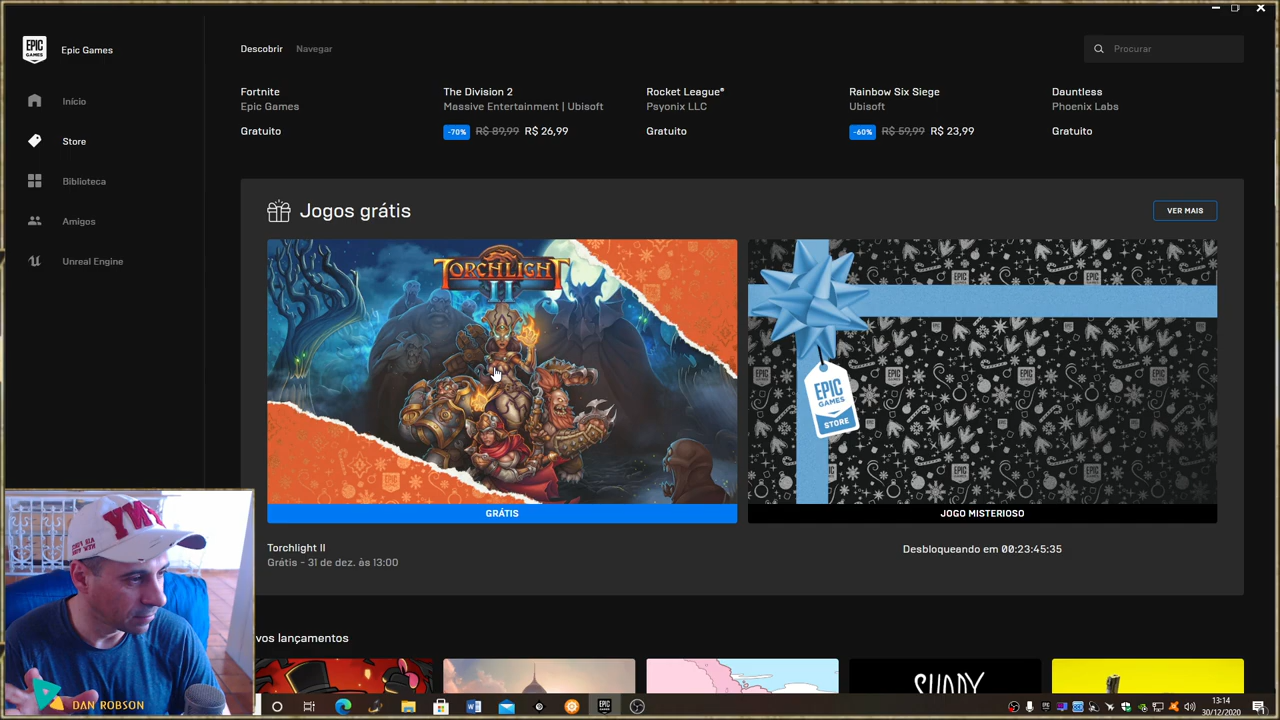 EPIC
GAMES
Epic Games
Início
Store
Biblioteca
Amigos
Unreal Engine
Descobrir
Navegar
Procurar
Fortnite
Epic Games
Gratuito
The Division 2
Massive Entertainment | Ubisoft
-70% R$ 89,99 R$ 26,99
Rocket League®
Psyonix LLC
Gratuito
Rainbow Six Siege
Ubisoft
-60% R$ 59,99 R$ 23,99
Dauntless
Phoenix Labs
Gratuito
Jogos grátis
VER MAIS
TORCHLIGHT
II
GRÁTIS
Torchlight II
Grátis - 31 de dez. às 13:00
EPIC
GAMES
STORE
JOGO MISTERIOSO
Desbloqueando em 00:23:45:35
vos lançamentos
DAN ROBSON
13:14
30/12/2020